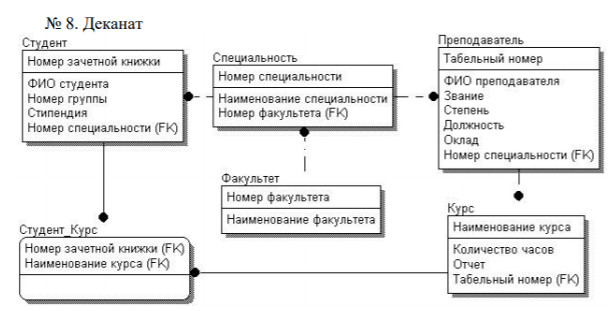 № 8. Деканат
Студент
Номер зачетной книжки
ФИО студента
Номер группы
Стипендия
Номер специальности (FK)
Специальность
Номер специальности
Наименование специальности
Номер факультета (FK)
Преподаватель
Табельный номер
ФИО преподавателя
Звание
Степень
Должность
Оклад
Номер специальности (FK)
Факультет
Номер факультета
Наименование факультета
Студент_Курс
Номер зачетной книжки (FK)
Наименование курса (FK)
Курс
Наименование курса
Количество часов
Отчет
Табельный номер (FK)